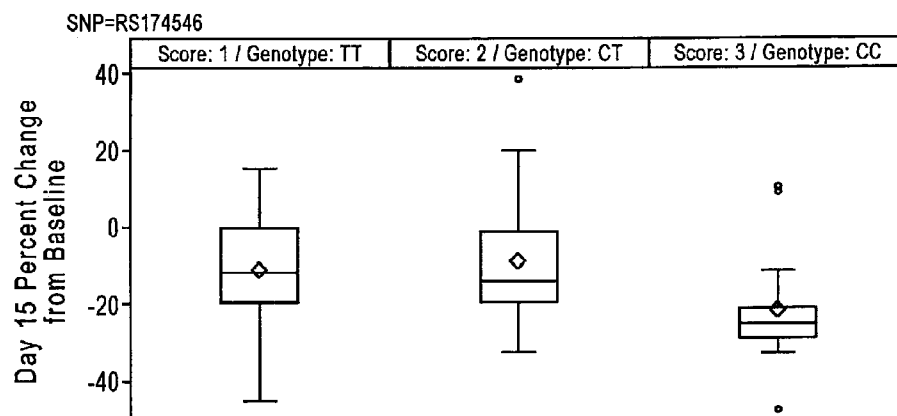 SNP=RS174546
Score: 1 / Genotype: TT
Score: 2 / Genotype: CT
Score: 3 / Genotype: CC
Day 15 Percent Change
from Baseline
40
20
0
-20
-40